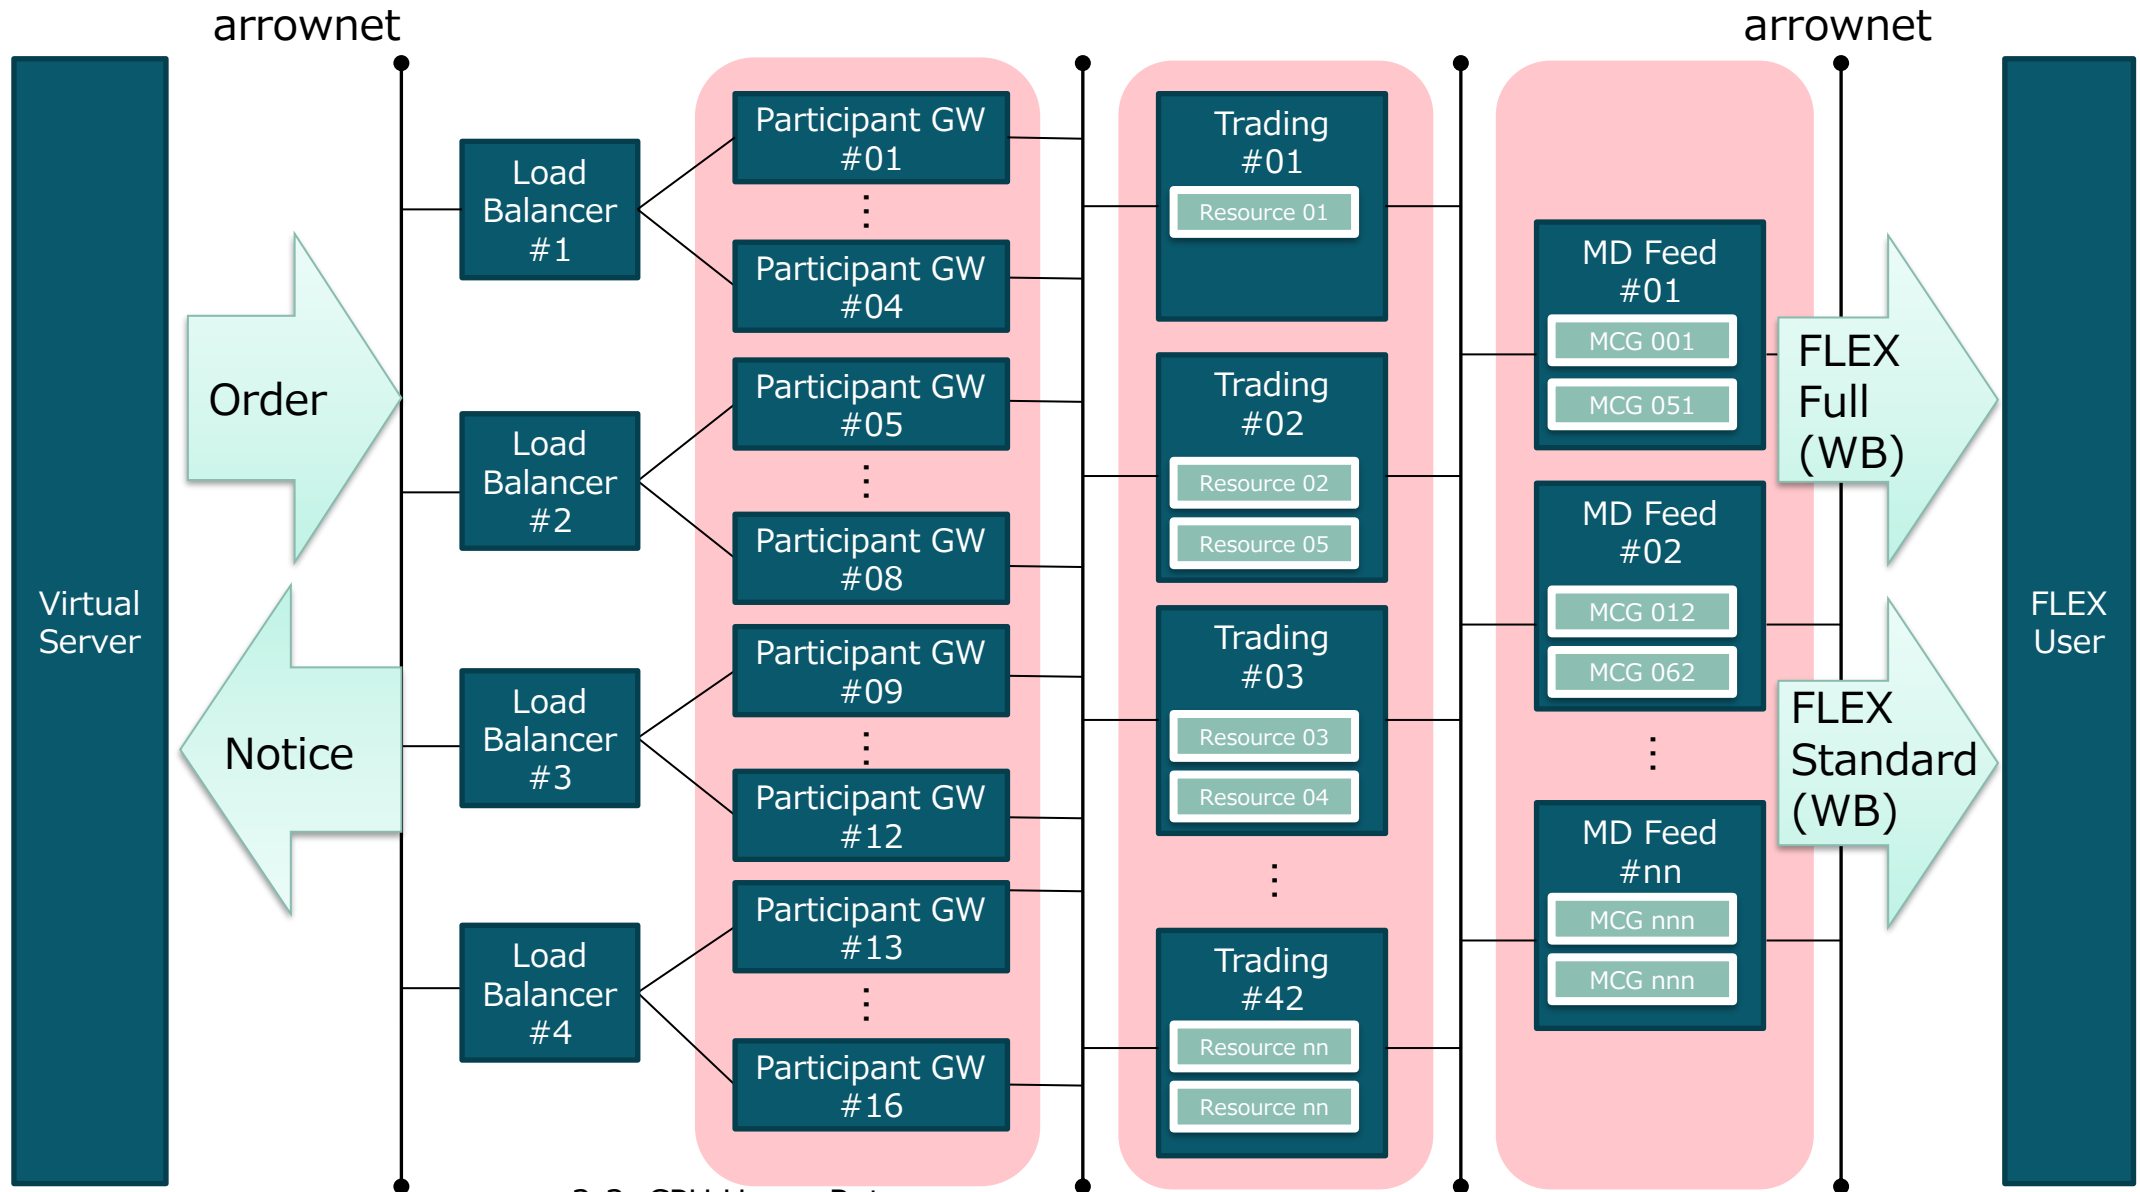 arrownet
arrownet
Virtual
Server
Order
Notice
Load
Balancer
#1
Load
Balancer
#2
Load
Balancer
#3
Load
Balancer
#4
Participant GW
#01
⋮
Participant GW
#04
Participant GW
#05
⋮
Participant GW
#08
Participant GW
#09
⋮
Participant GW
#12
Participant GW
#13
⋮
Participant GW
#16
Trading
#01
Resource 01
Trading
#02
Resource 02
Resource 05
Trading
#03
Resource 03
Resource 04
⋮
Trading
#42
Resource nn
Resource nn
MD Feed
#01
MCG 001
MCG 051
MD Feed
#02
MCG 012
MCG 062
⋮
MD Feed
#nn
MCG nnn
MCG nnn
FLEX
Full
(WB)
FLEX
Standard
(WB)
FLEX
User